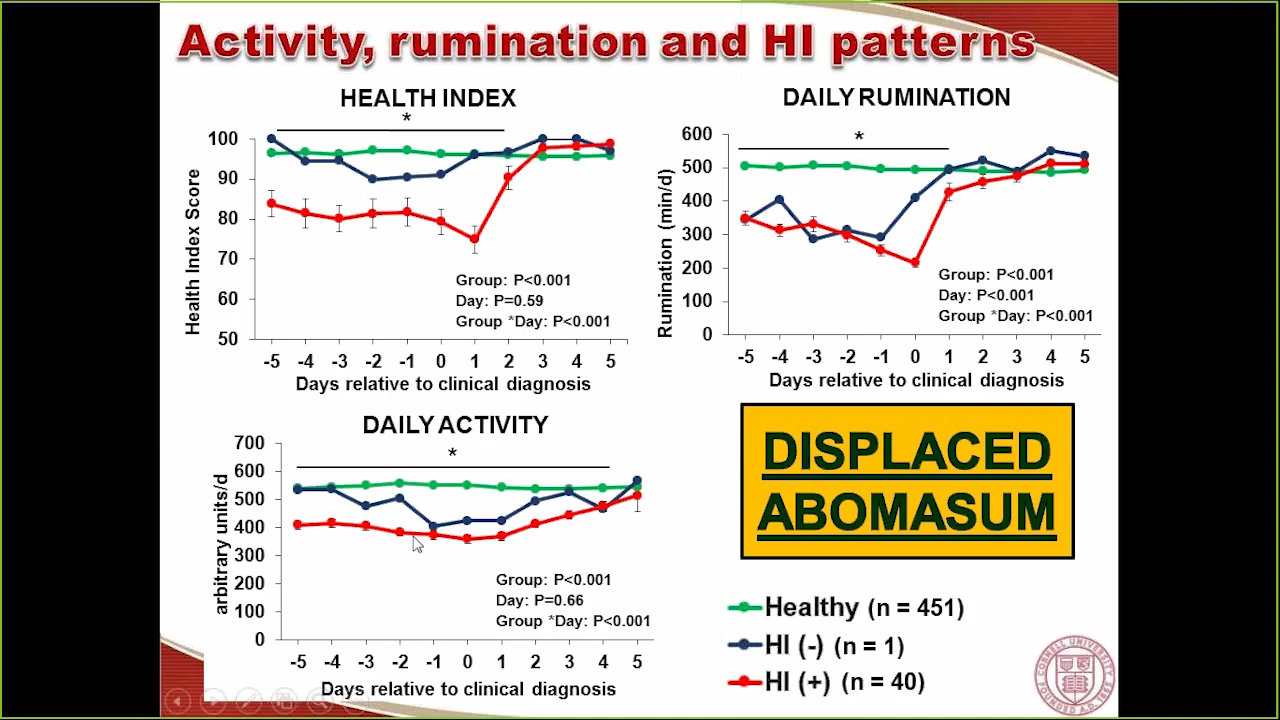 Activity, rumination and HI patterns
HEALTH INDEX
*
100
90
80
70
60
50
Health Index Score
Group: P<0.001
Day: P=0.59
Group *Day: P<0.001
-5 -4 -3 -2 -1 0 1 2 3 4 5
Days relative to clinical diagnosis
DAILY RUMINATION
*
600
500
400
300
200
100
0
Rumination (min/d)
Group: P<0.001
Day: P<0.001
Group *Day: P<0.001
-5 -4 -3 -2 -1 0 1 2 3 4 5
Days relative to clinical diagnosis
DAILY ACTIVITY
*
700
600
500
400
300
200
100
0
arbitrary units/d
Group: P<0.001
Day: P=0.66
Group *Day: P<0.001
-5 -4 -3 -2 -1 0 1 2 3 4 5
Days relative to clinical diagnosis
DISPLACED
ABOMASUM
Healthy (n = 451)
HI (-) (n = 1)
HI (+) (n = 40)
CORNELL UNIVERSITY
FOUNDED A.D. 1865